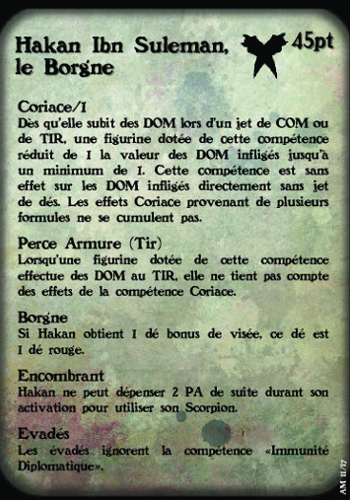 Hakan Ibn Suleman,
le Borgne
45pt
Coriace/1
Dès qu'elle subit des DOM lors d'un jet de COM ou
de TIR, une figurine dotée de cette compétence
réduit de 1 la valeur des DOM infligés jusqu'à
un minimum de 1. Cette compétence est sans
effet sur les DOM infligés directement sans jet
de dés. Les effets Coriace provenant de plusieurs
formules ne se cumulent pas.
Perce Armure (Tir)
Lorsqu'une figurine dotée de cette compétence
effectue des DOM au TIR, elle ne tient pas compte
des effets de la compétence Coriace.
Borgne
Si Hakan obtient 1 dé bonus de visée, ce dé est
1 dé rouge.
Encombrant
Hakan ne peut dépenser 2 PA de suite durant son
activation pour utiliser son Scorpion.
Evadés
Les évadés ignorent la compétence «Immunité
Diplomatique».
AM 11/17